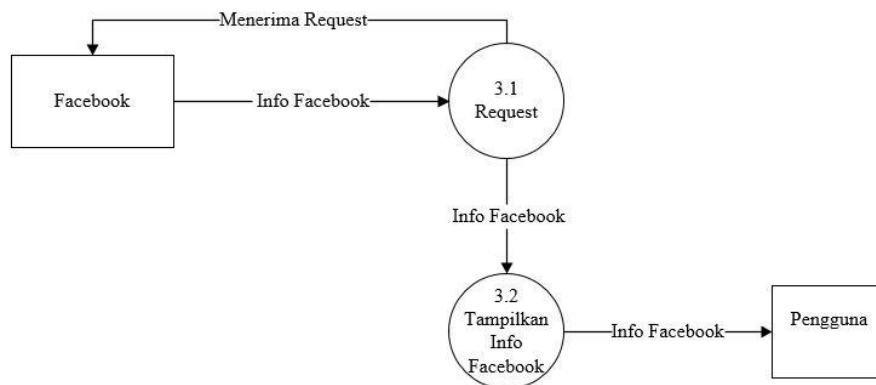 Menerima Request
Facebook
Info Facebook
3.1
Request
Info Facebook
3.2
Tampilkan
Info
Facebook
Info Facebook
Pengguna